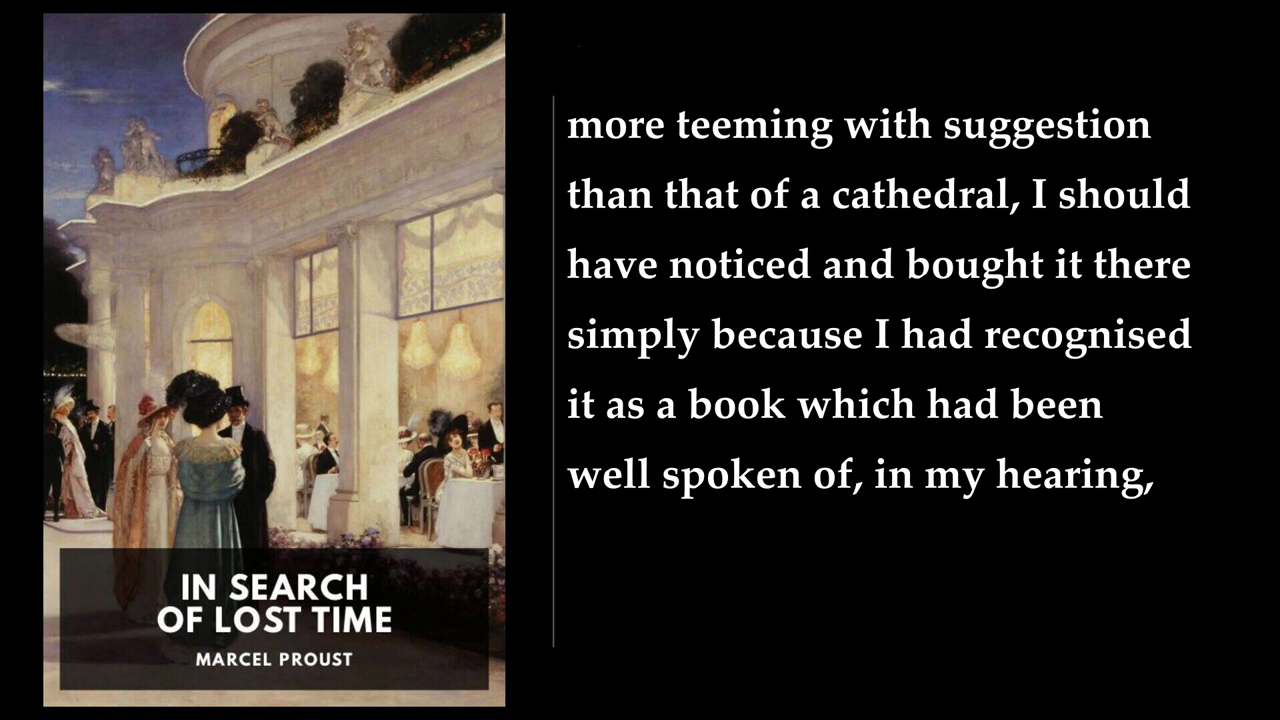 more teeming with suggestion
than that of a cathedral, I should
have noticed and bought it there
simply because I had recognised
it as a book which had been
well spoken of, in my hearing,
IN SEARCH
OF LOST TIME
MARCEL PROUST